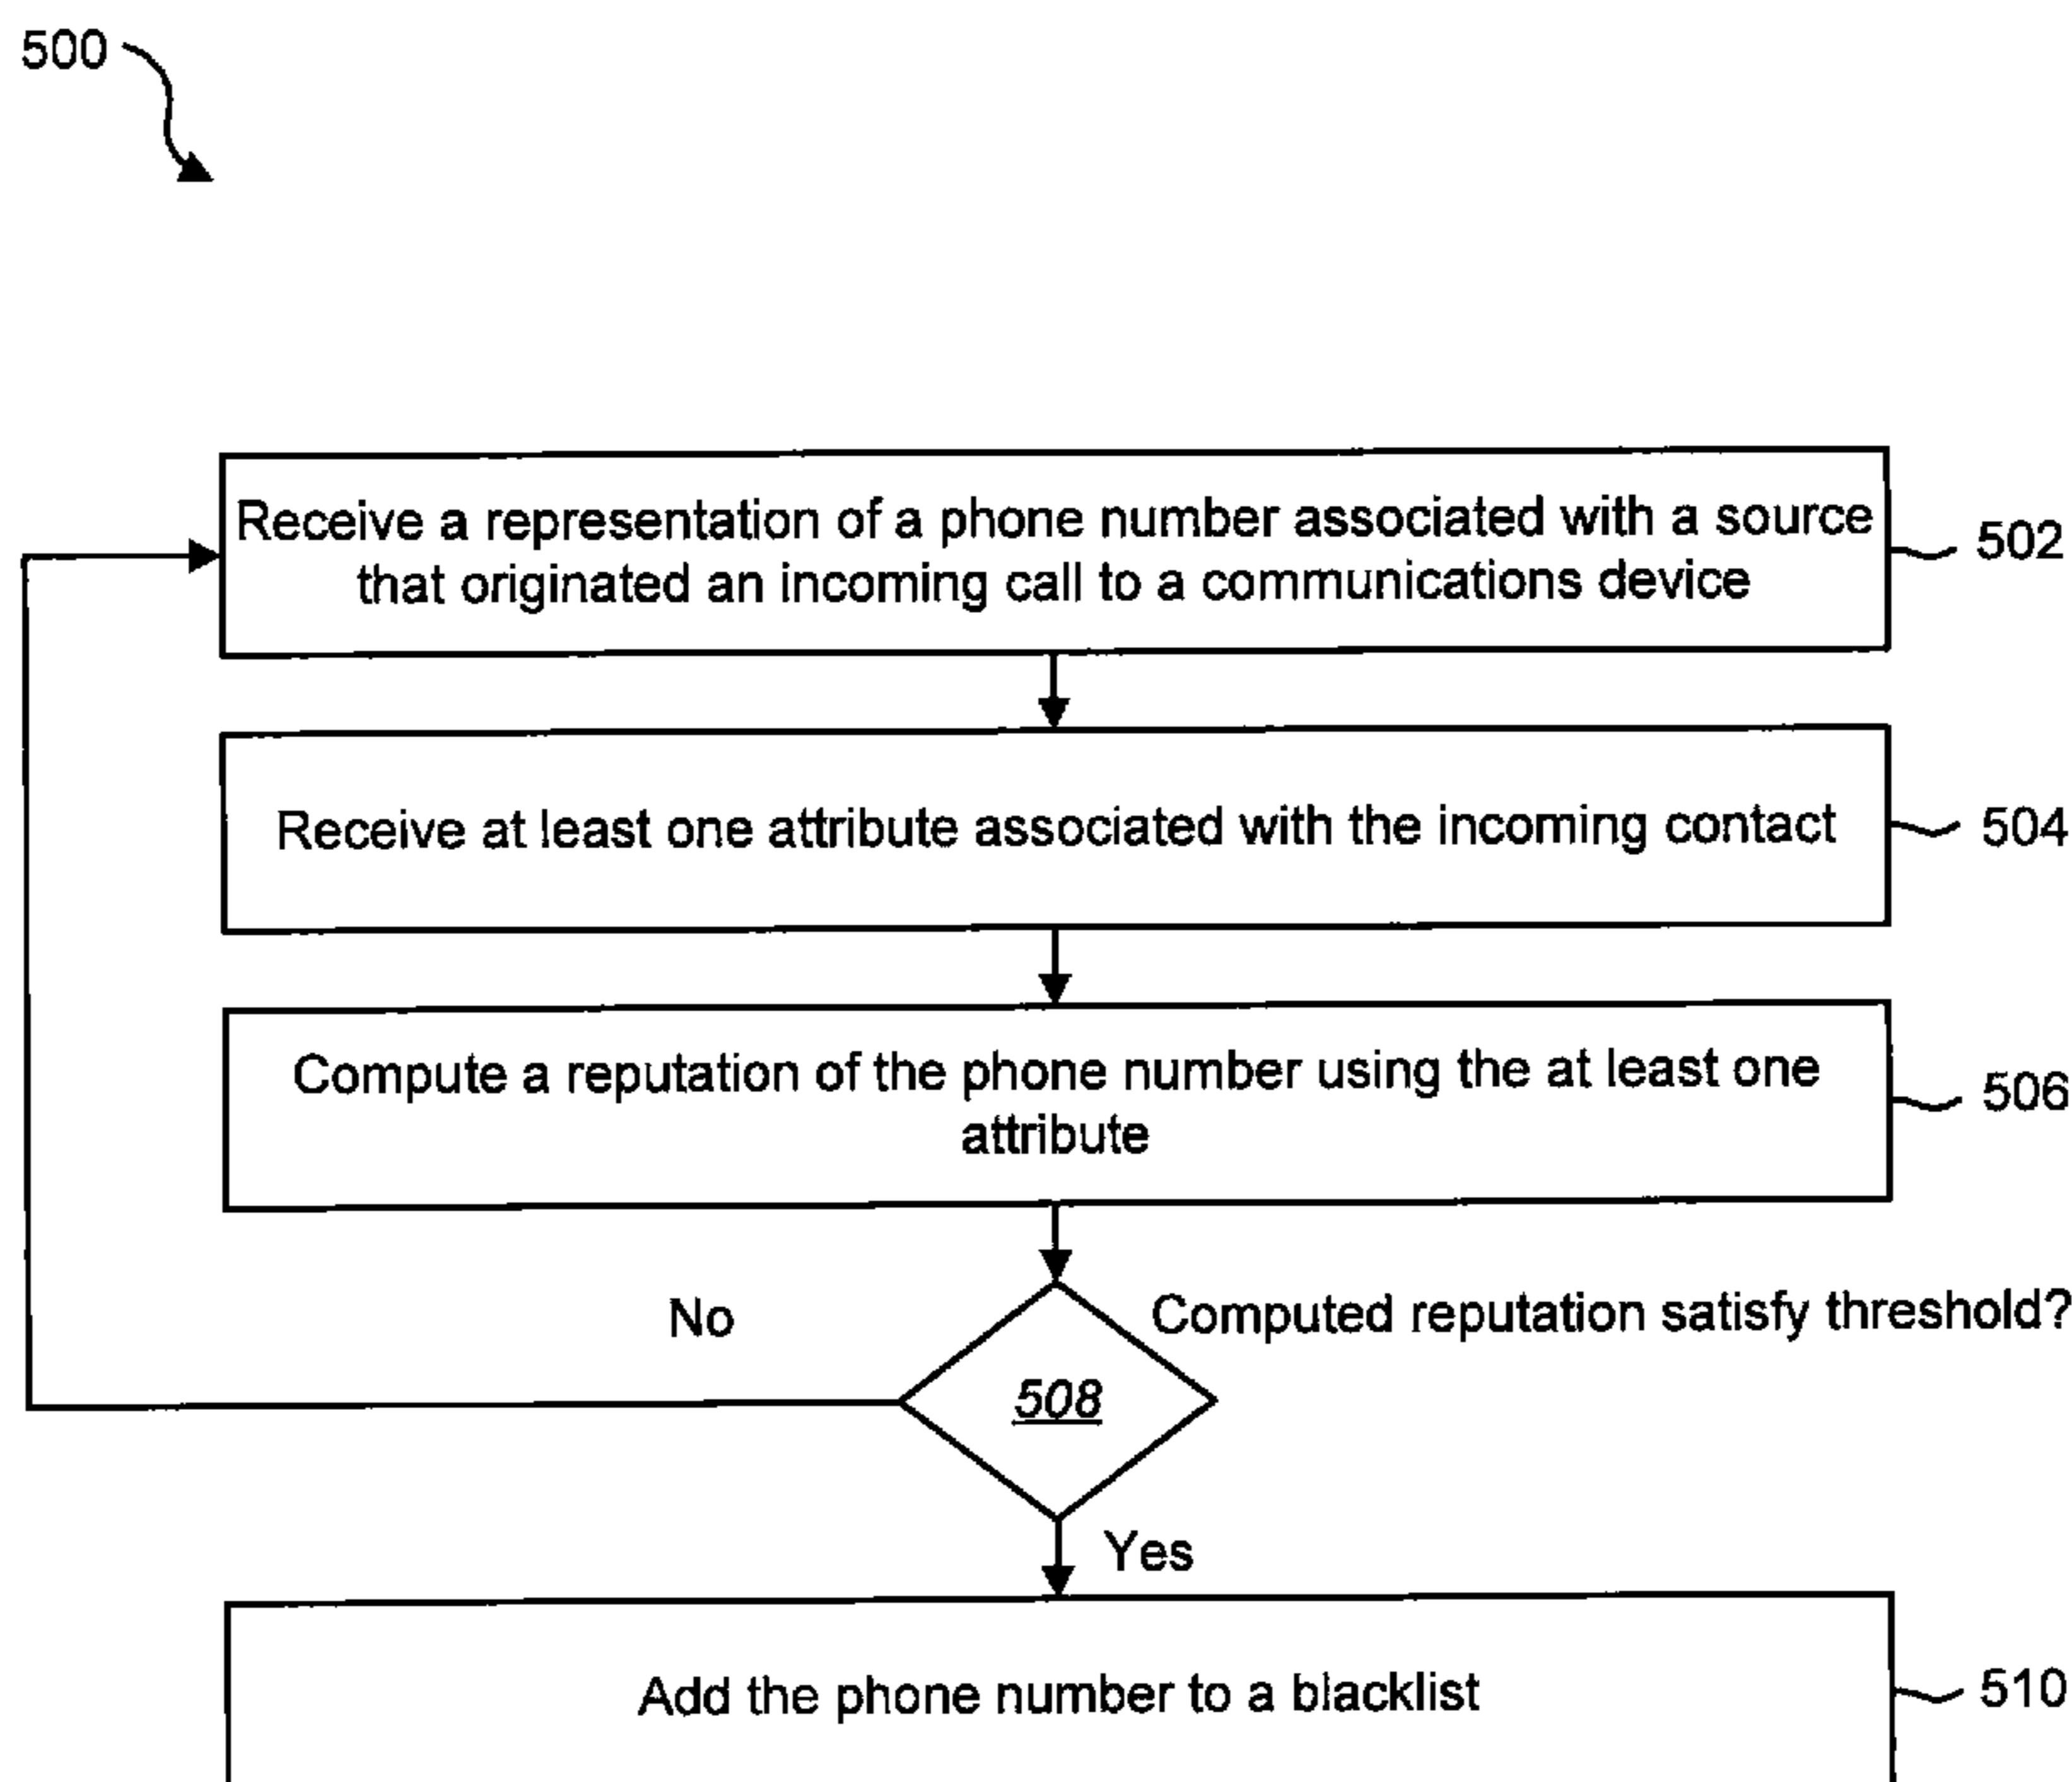 500
Receive a representation of a phone number associated with a source
that originated an incoming call to a communications device
502
Receive at least one attribute associated with the incoming contact
504
Compute a reputation of the phone number using the at least one
attribute
506
No
Computed reputation satisfy threshold?
508
Yes
Add the phone number to a blacklist
510